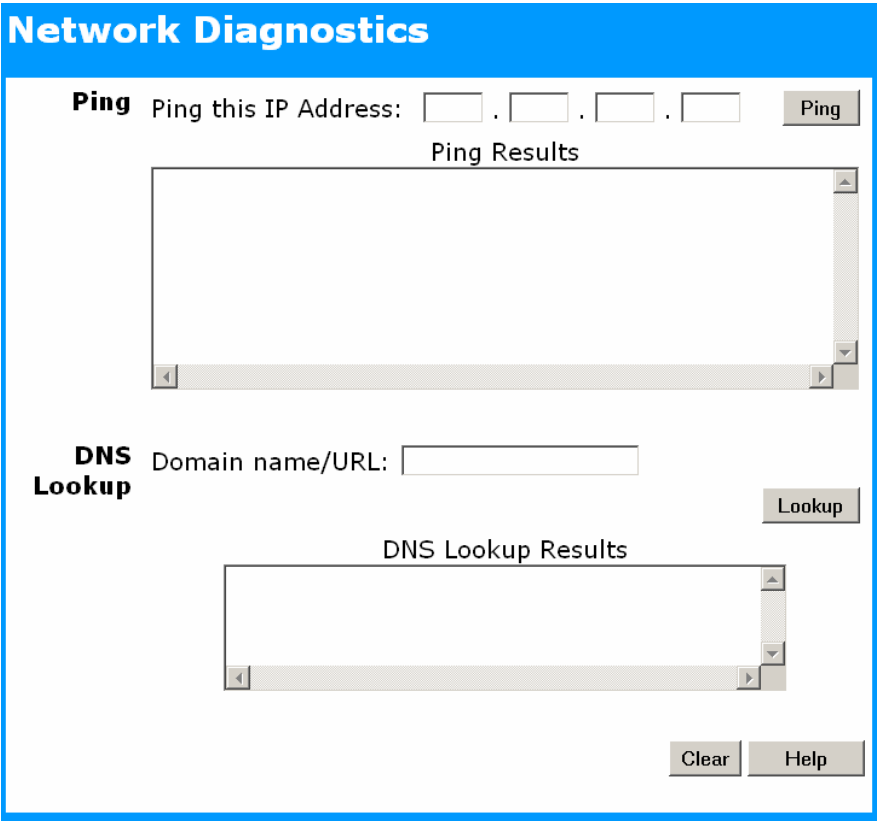 Network Diagnostics
Ping Ping this IP Address: . . . Ping
Ping Results
DNS Lookup Domain name/URL:
Lookup
DNS Lookup Results
Clear Help